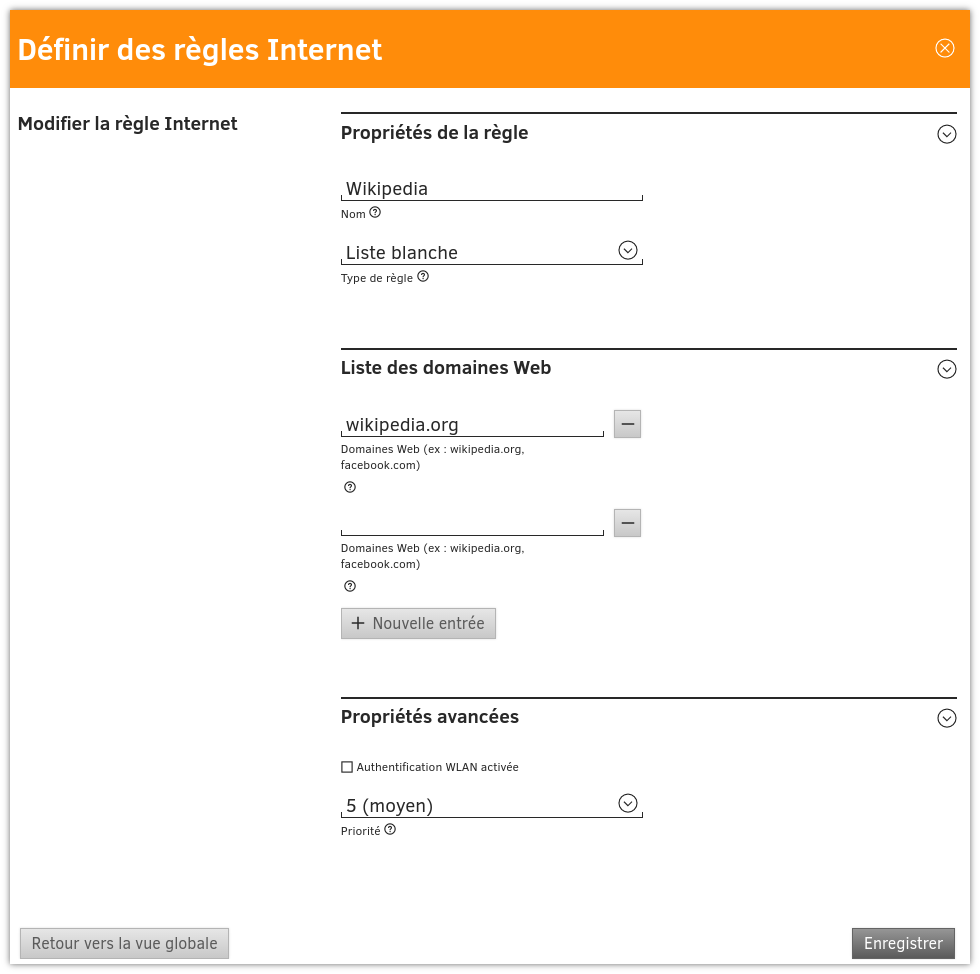 Définir des règles Internet
Modifier la règle Internet
Propriétés de la règle
Wikipedia
Nom
Liste blanche
Type de règle
Liste des domaines Web
wikipedia.org
Domaines Web (ex : wikipedia.org,
facebook.com)
Domaines Web (ex : wikipedia.org,
facebook.com)
Nouvelle entrée
Propriétés avancées
Authentification WLAN activée
5 (moyen)
Priorité
Retour vers la vue globale
Enregistrer